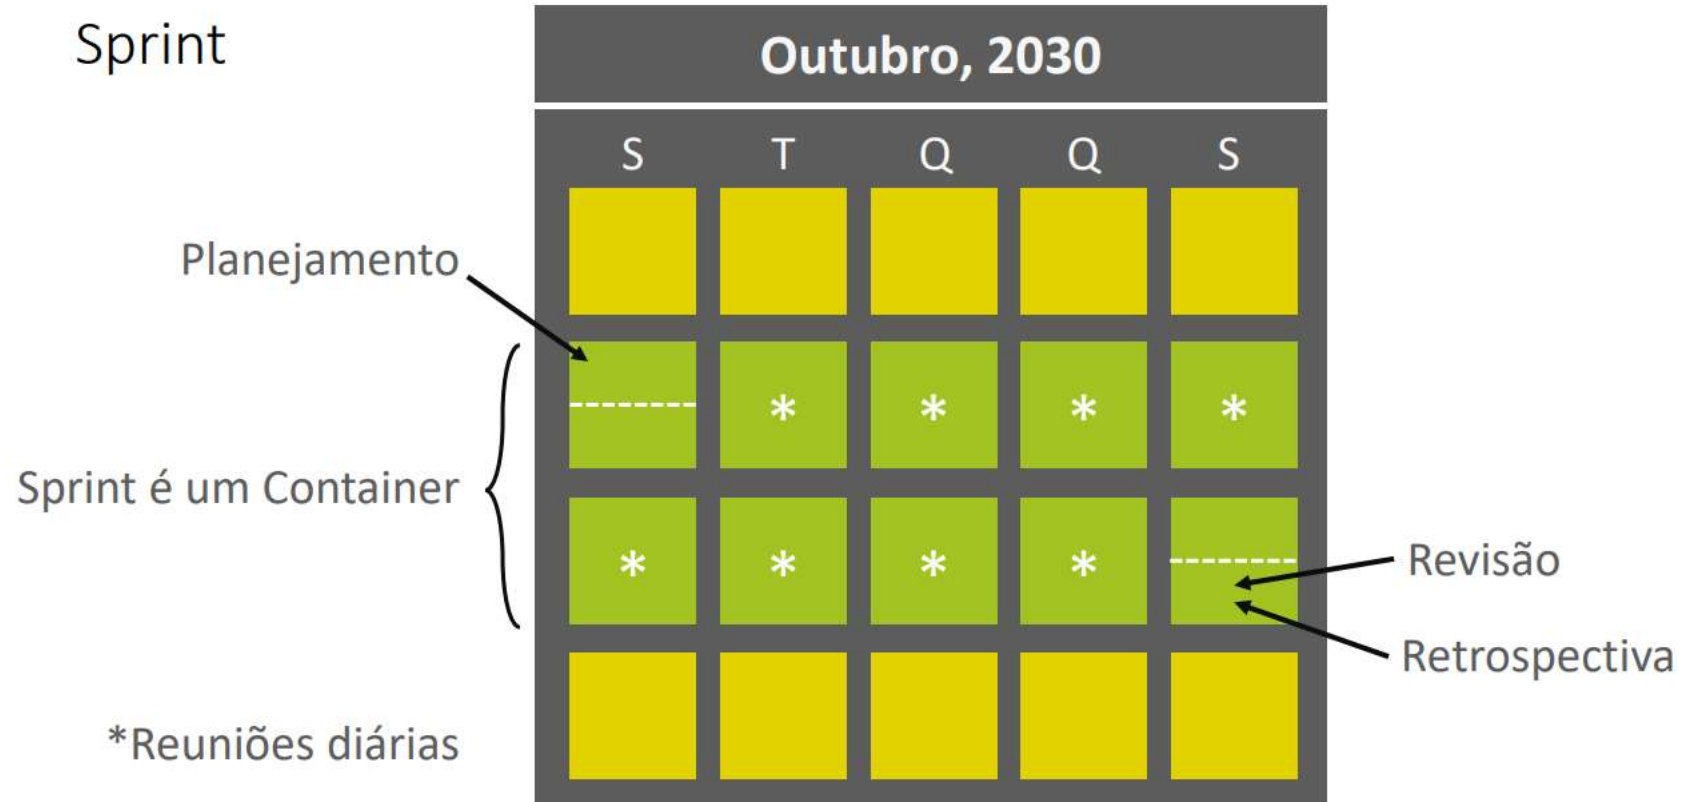 Sprint
Outubro, 2030
S T Q Q S
Planejamento
* * * *
Sprint é um Container
* * * *
Revisão
Retrospectiva
*Reuniões diárias